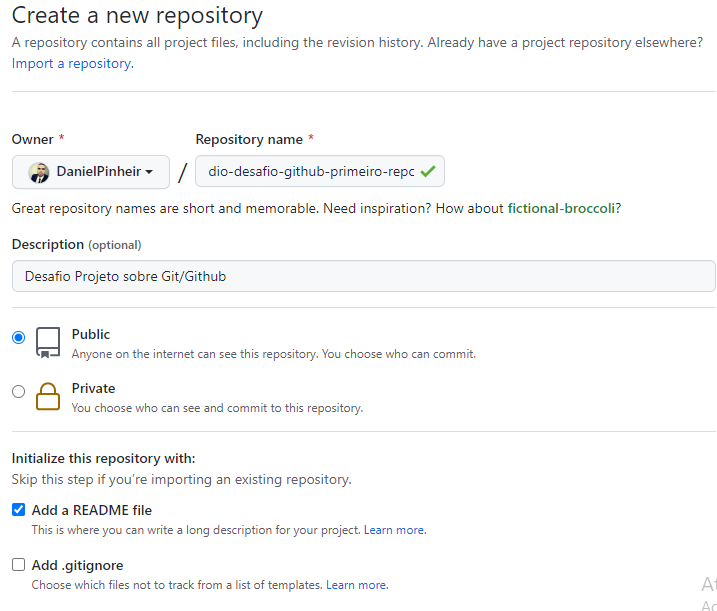 Create a new repository
A repository contains all project files, including the revision history. Already have a project repository elsewhere?
Import a repository.
Owner *
Repository name *
DanielPinheir
/
dio-desafio-github-primeiro-repo
Great repository names are short and memorable. Need inspiration? How about fictional-broccoli?
Description (optional)
Desafio Projeto sobre Git/Github
Public
Anyone on the internet can see this repository. You choose who can commit.
Private
You choose who can see and commit to this repository.
Initialize this repository with:
Skip this step if you're importing an existing repository.
Add a README file
This is where you can write a long description for your project. Learn more.
Add .gitignore
Choose which files not to track from a list of templates. Learn more.